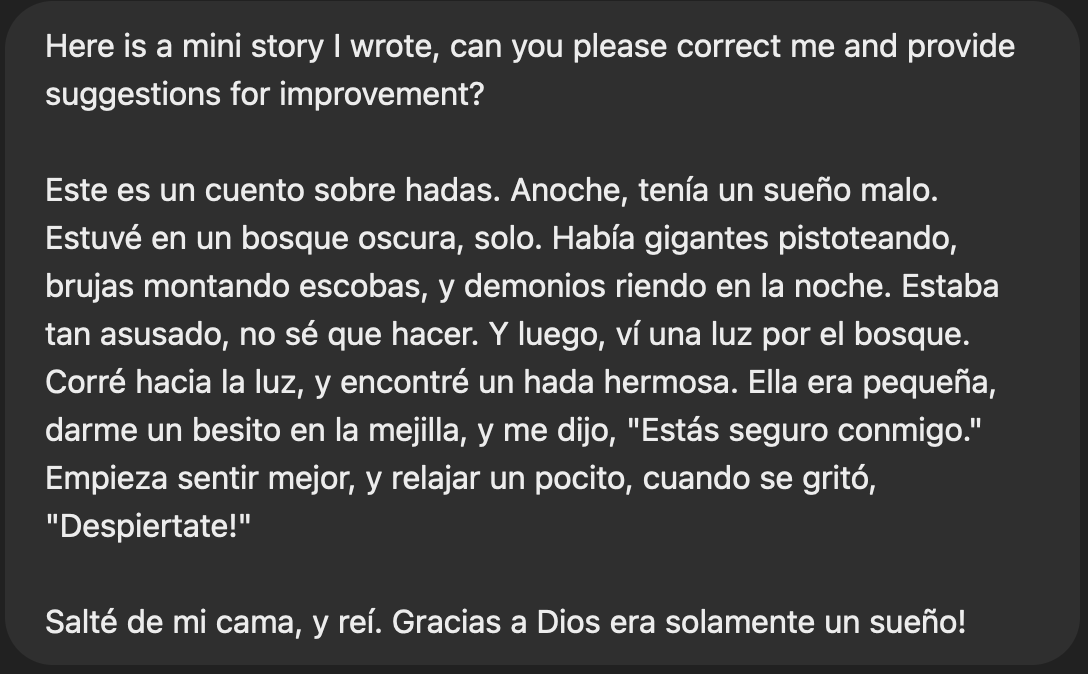 Here is a mini story I wrote, can you please correct me and provide
suggestions for improvement?
Este es un cuento sobre hadas. Anoche, tenía un sueño malo.
Estuvé en un bosque oscura, solo. Había gigantes pistoteando,
brujas montando escobas, y demonios riendo en la noche. Estaba
tan asusado, no sé que hacer. Y luego, ví una luz por el bosque.
Corré hacia la luz, y encontré un hada hermosa. Ella era pequeña,
darme un besito en la mejilla, y me dijo, "Estás seguro conmigo."
Empieza sentir mejor, y relajar un pocito, cuando se gritó,
"Despiertate!"
Salté de mi cama, y reí. Gracias a Dios era solamente un sueño!